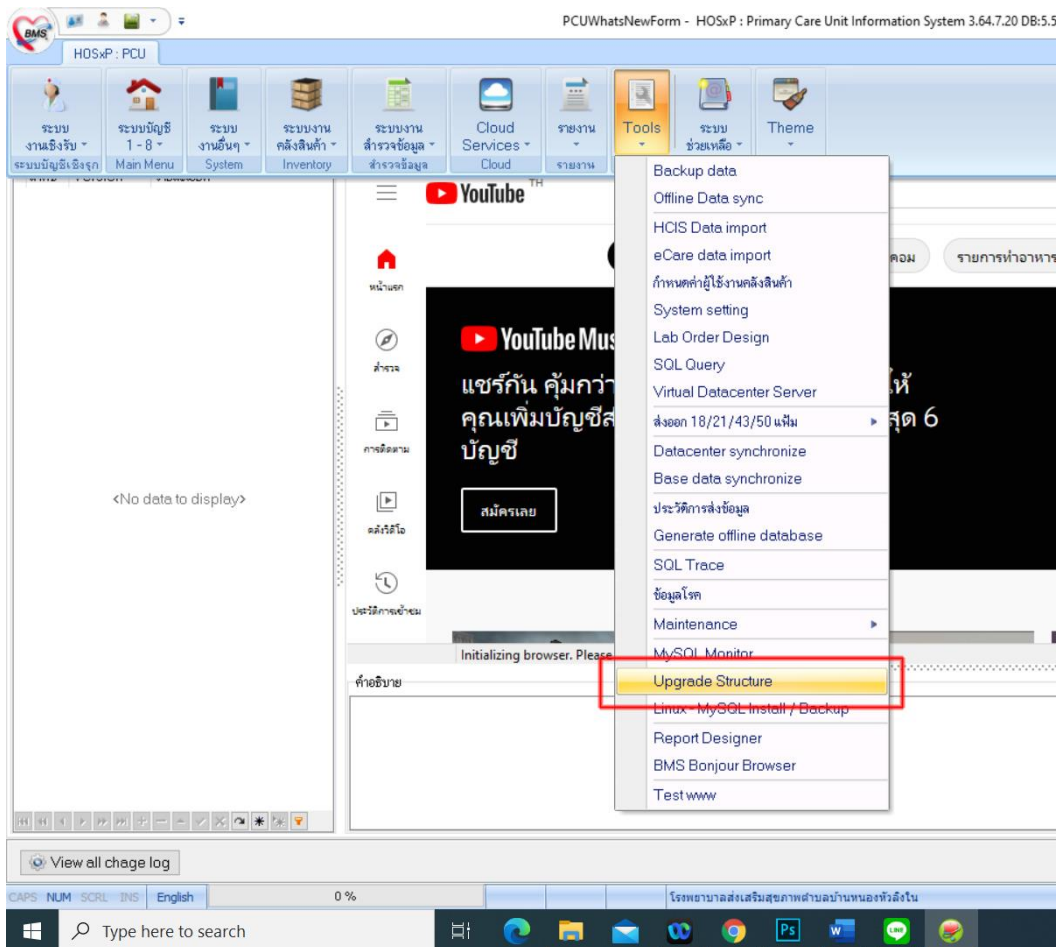 BMS
PCUWhatsNewForm - HOSxP : Primary Care Unit Information System 3.64.7.20 DB:5.5
HOSxP : PCU
ระบบ
งานเชิงรับ
ระบบบัญชี
1 - 8
ระบบ
งานอื่นๆ
ระบบงาน
คลังสินค้า
ระบบงาน
สำรวจข้อมูล
Cloud
Services
รายงาน
Tools
ระบบ
ช่วยเหลือ
Theme
ระบบบัญชีเชิงรุก
Main Menu
System
Inventory
สำรวจข้อมูล
Cloud
รายงาน
YouTube TH
หน้าแรก
สำรวจ
การติดตาม
คลังวิดีโอ
ประวัติการเข้าชม
คอม
รายการทำอาหาร
YouTube Mus
แชร์กัน คุ้มกว่า
ให้
คุณเพิ่มบัญชีส
สุด 6
บัญชี
สมัครเลย
<No data to display>
Initializing browser. Please
คำอธิบาย
Backup data
Offline Data sync
HCIS Data import
eCare data import
กำหนดค่าผู้ใช้งานคลังสินค้า
System setting
Lab Order Design
SQL Query
Virtual Datacenter Server
ส่งออก 18/21/43/50 แฟ้ม
Datacenter synchronize
Base data synchronize
ประวัติการส่งข้อมูล
Generate offline database
SQL Trace
ข้อมูลโรค
Maintenance
MySQL Monitor
Upgrade Structure
Linux - MySQL Install / Backup
Report Designer
BMS Bonjour Browser
Test www
View all chage log
CAPS NUM SCRL INS English 0 % โรงพยาบาลส่งเสริมสุขภาพตำบลบ้านหนองหัวลิงใน
Type here to search
Ps
W
LINE